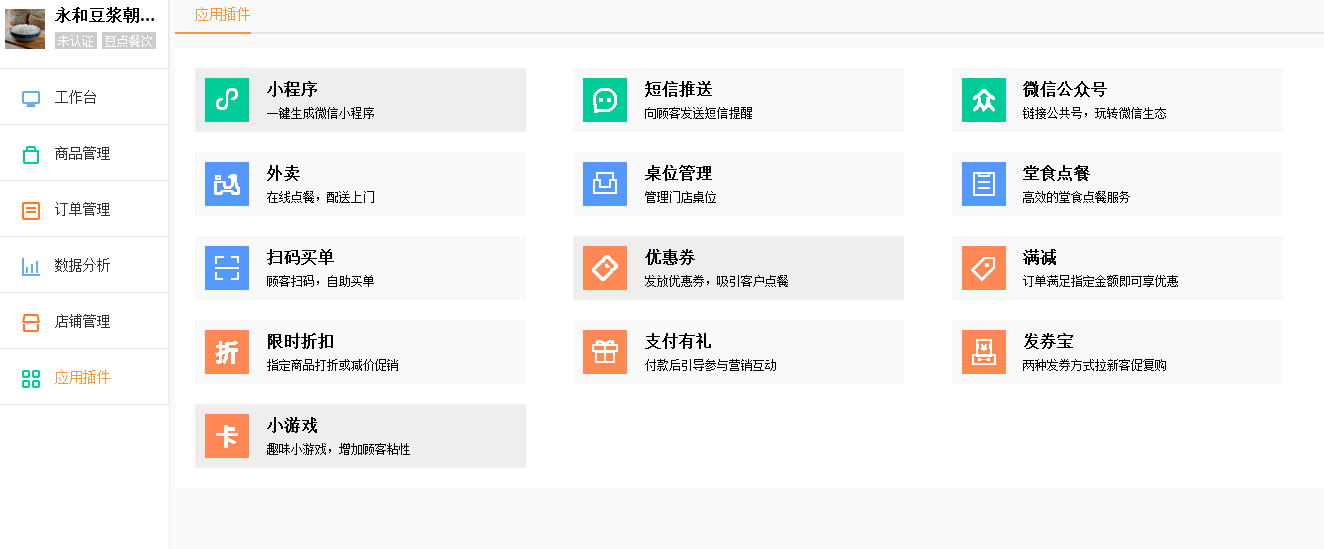 永和豆浆朝...
未认证 豆点餐饮
工作台
商品管理
订单管理
数据分析
店铺管理
应用插件
应用插件
小程序
一键生成微信小程序
短信推送
向顾客发送短信提醒
微信公众号
链接公共号，玩转微信生态
外卖
在线点餐，配送上门
桌位管理
管理门店桌位
堂食点餐
高效的堂食点餐服务
扫码买单
顾客扫码，自助买单
优惠券
发放优惠券，吸引客户点餐
满减
订单满足指定金额即可享优惠
折
限时折扣
指定商品打折或减价促销
支付有礼
付款后引导参与营销互动
发券宝
两种发券方式拉新客促复购
卡
小游戏
趣味小游戏，增加顾客粘性